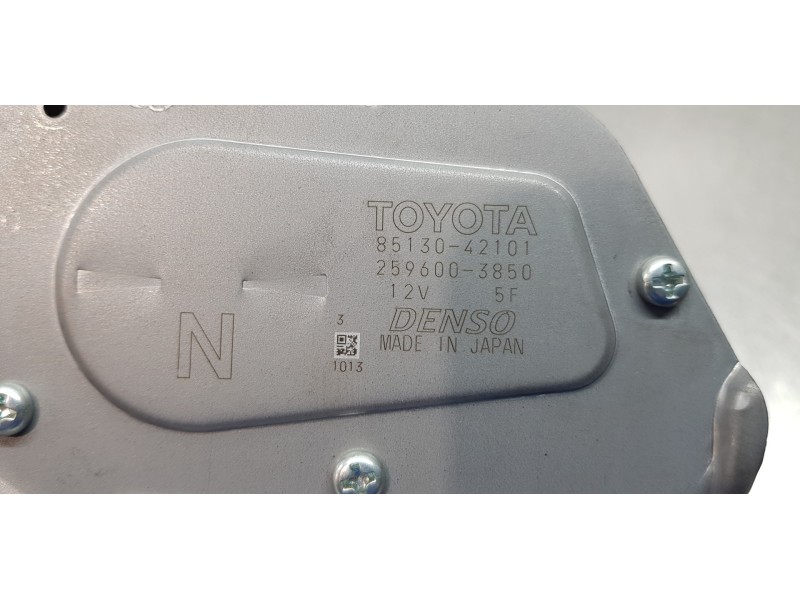 TOYOTA
85130-42101
259600-3850
12V 5F
DENSO
MADE IN JAPAN
N
3
1013